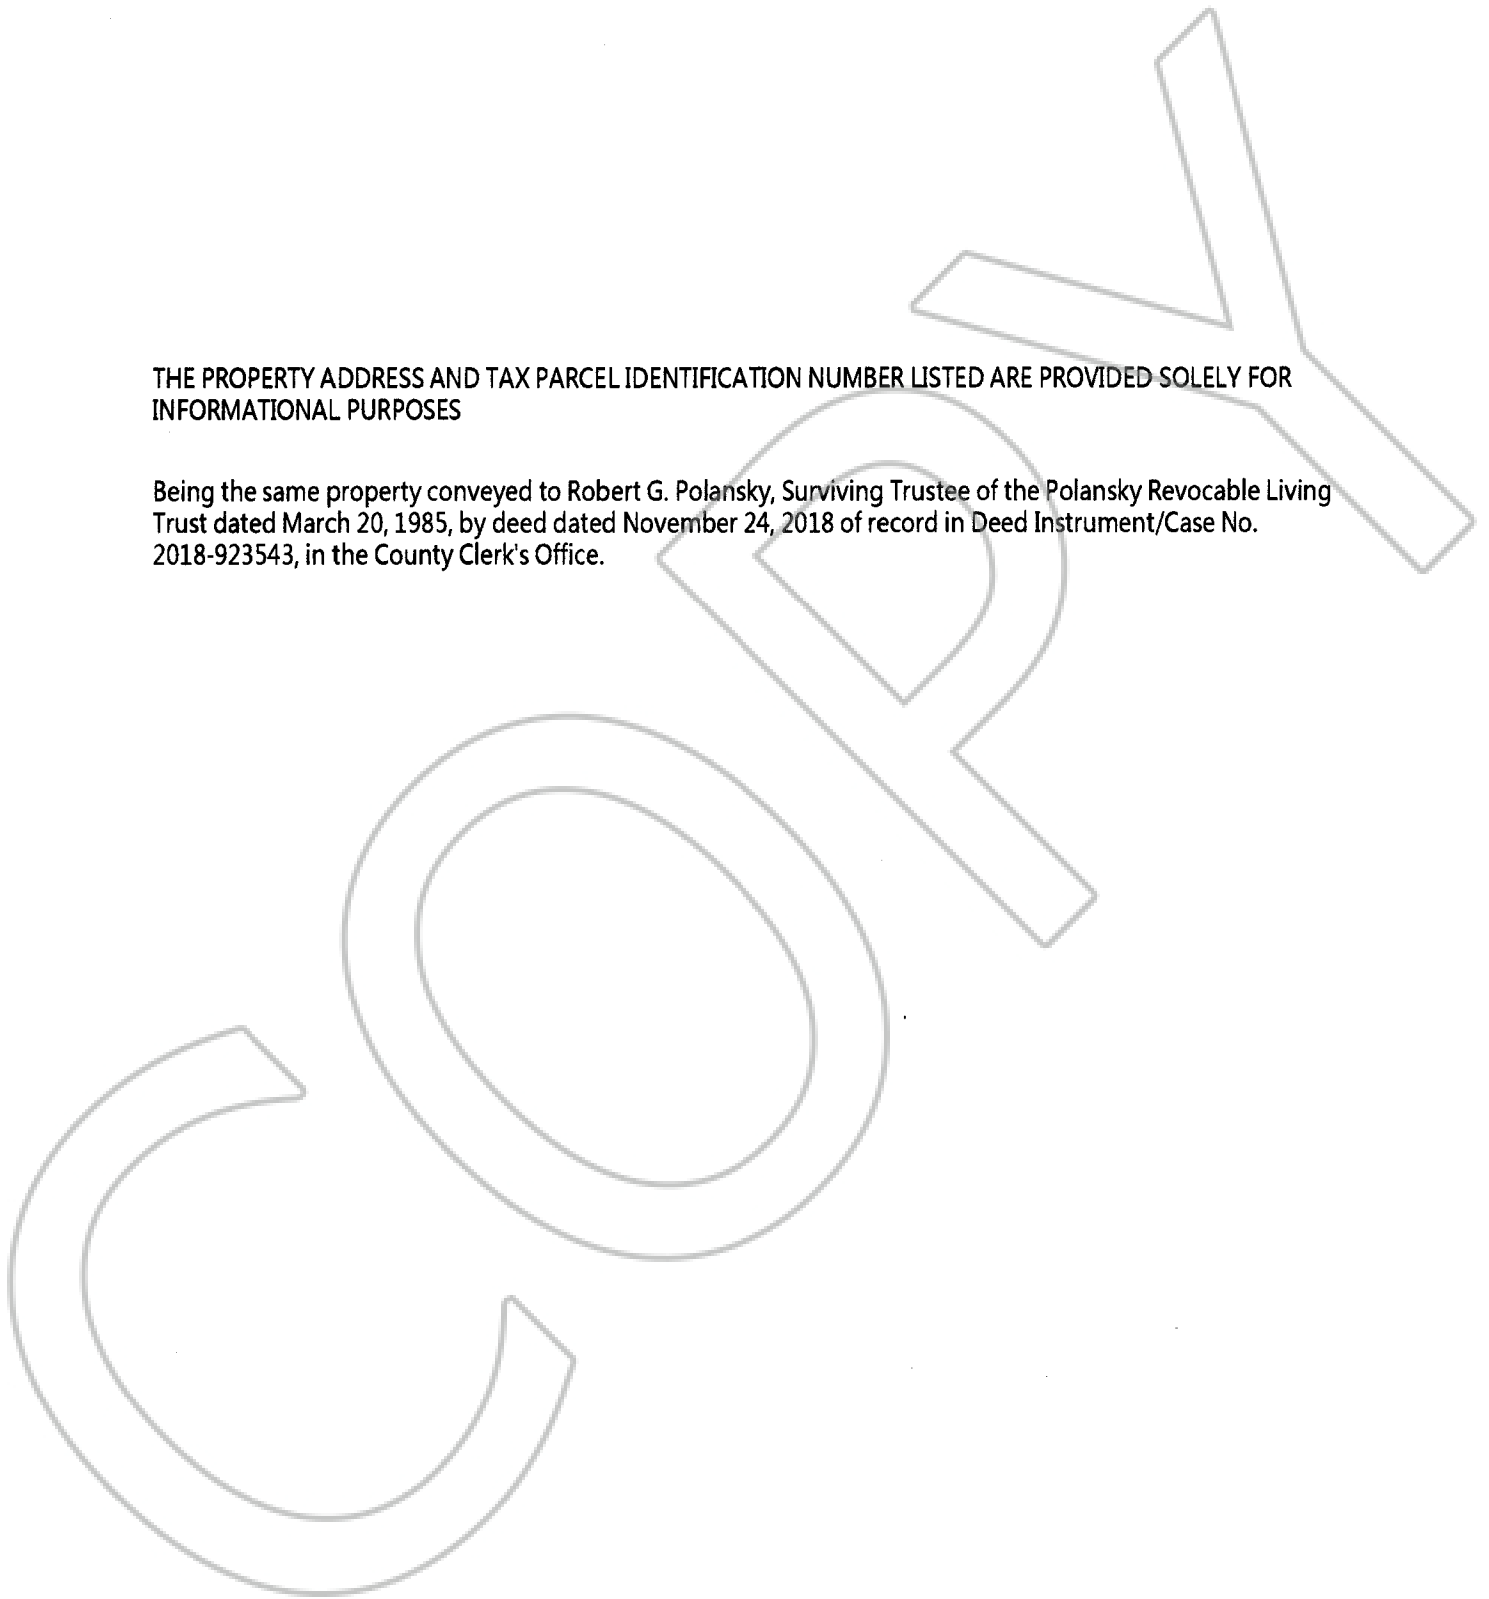 THE PROPERTY ADDRESS AND TAX PARCEL IDENTIFICATION NUMBER LISTED ARE PROVIDED SOLELY FOR
INFORMATIONAL PURPOSES
Being the same property conveyed to Robert G. Polansky, Surviving Trustee of the Polansky Revocable Living
Trust dated March 20, 1985, by deed dated November 24, 2018 of record in Deed Instrument/Case No.
2018-923543, in the County Clerk's Office.
COPY